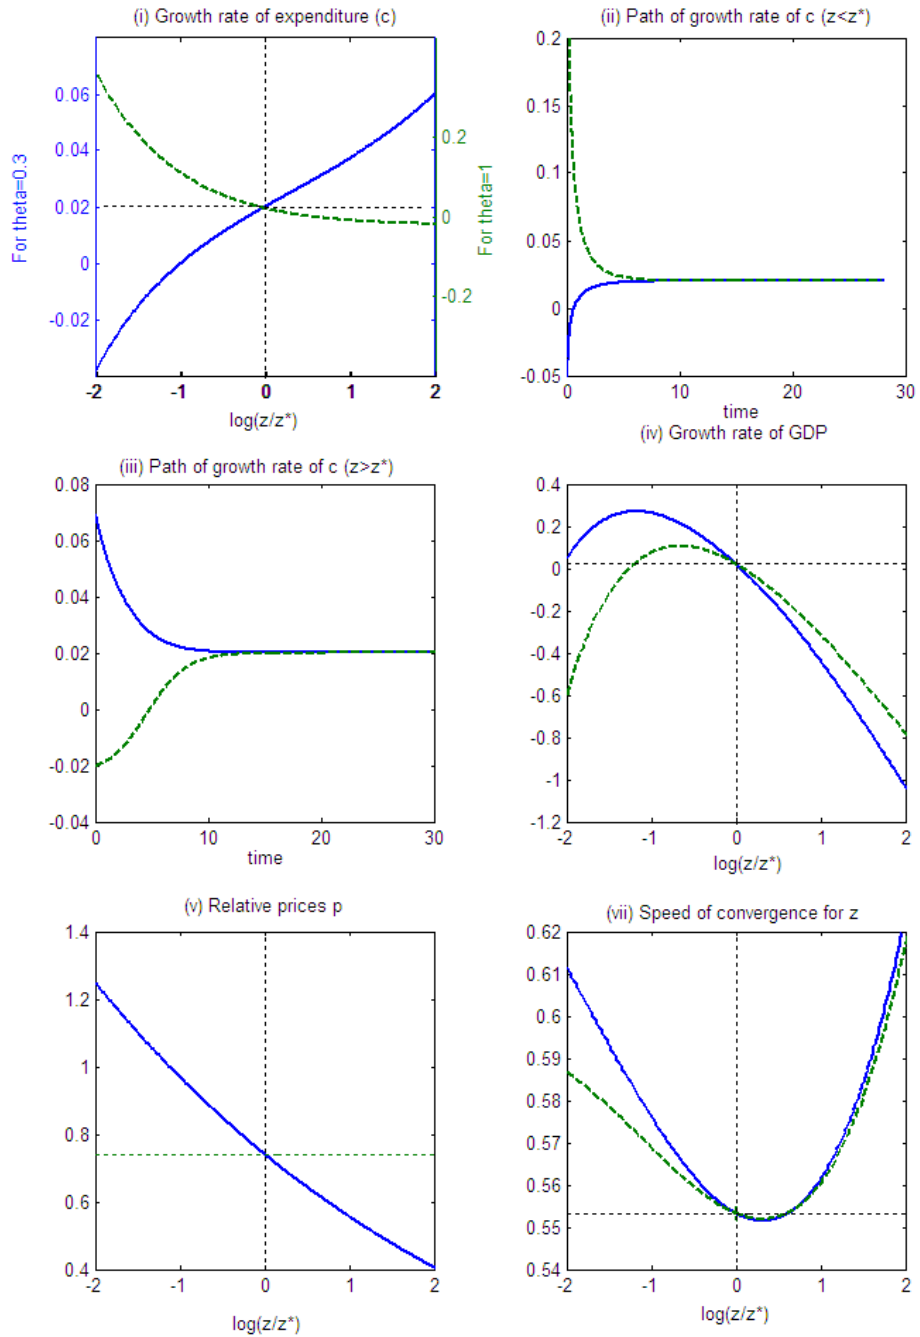 (i) Growth rate of expenditure (c)
For theta=0.3
0.06
0.04
0.02
0
-0.02
0.2
0
-0.2
For theta=1
-2 -1 0 1 2
log(z/z*)
(ii) Path of growth rate of c (z<z*)
0.2
0.15
0.1
0.05
0
-0.05
0 10 20 30
time
(iii) Path of growth rate of c (z>z*)
0.08
0.06
0.04
0.02
0
-0.02
-0.04
0 10 20 30
time
(iv) Growth rate of GDP
0.4
0.2
0
-0.2
-0.4
-0.6
-0.8
-1
-1.2
-2 -1 0 1 2
log(z/z*)
(v) Relative prices p
1.4
1.2
1
0.8
0.6
0.4
-2 -1 0 1 2
log(z/z*)
(vii) Speed of convergence for z
0.62
0.61
0.6
0.59
0.58
0.57
0.56
0.55
0.54
-2 -1 0 1 2
log(z/z*)